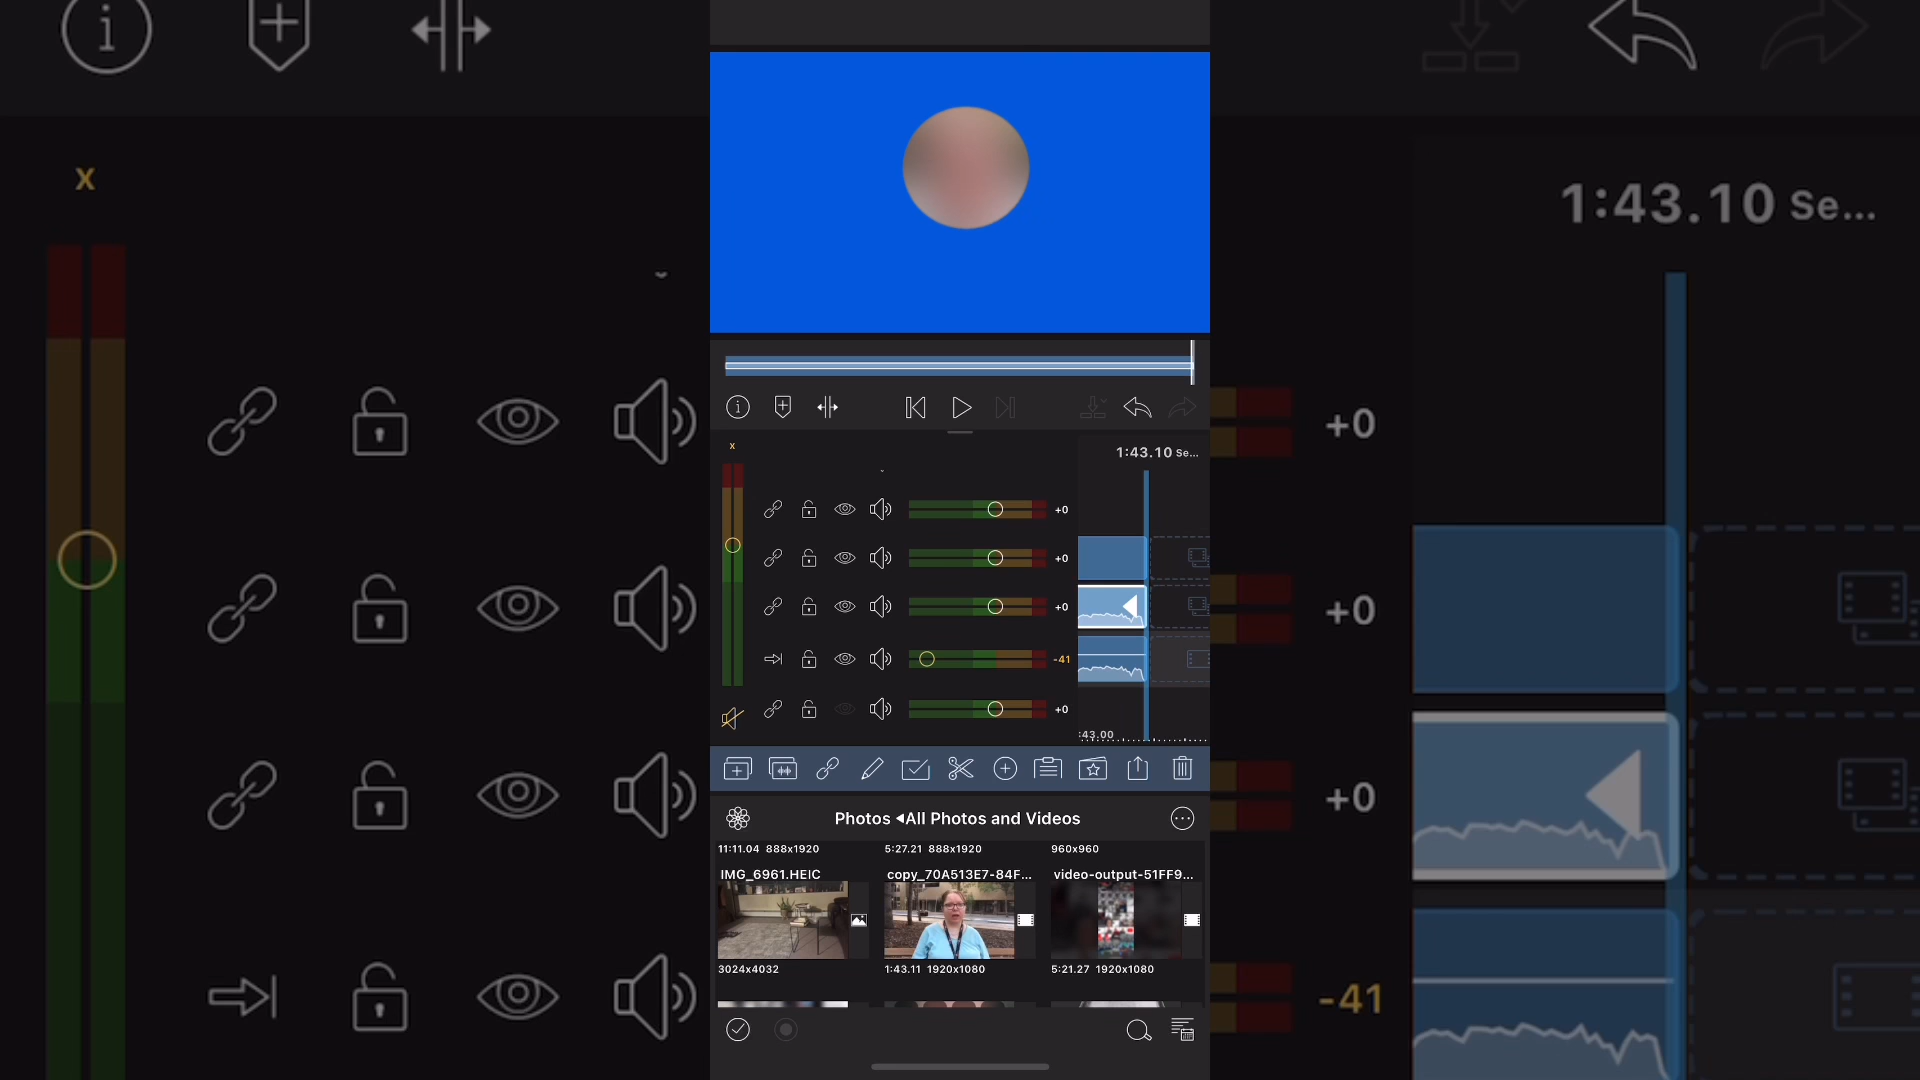 x
1:43.10 Se...
+0
+0
+0
-41
x
1:43.10 Se...
+0
+0
+0
-41
+0
:43.00
Photos ◂All Photos and Videos
11:11.04 888x1920
5:27.21 888x1920
960x960
IMG_6961.HEIC
copy_70A513E7-84F...
video-output-51FF9...
3024x4032
1:43.11 1920x1080
5:21.27 1920x1080